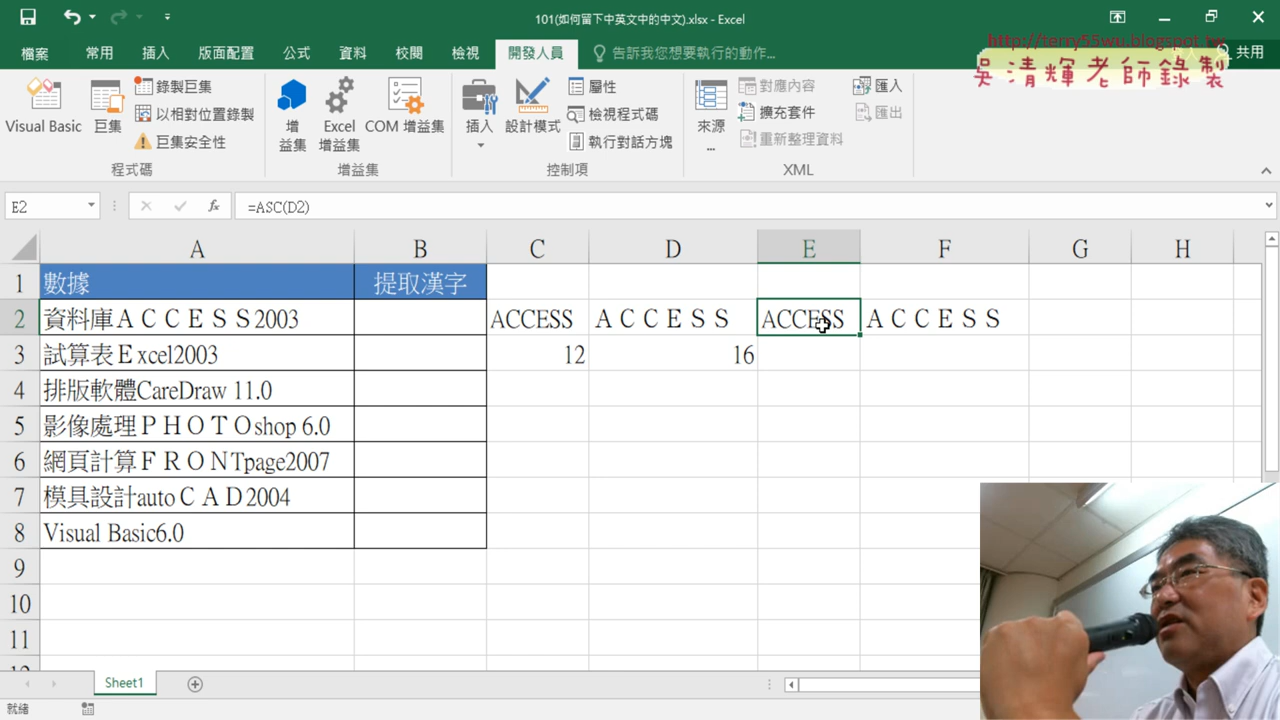 101(如何留下中英文中的中文).xlsx - Excel
http://terry55wu.blogspot.tw
吳清輝老師錄製
檔案 常用 插入 版面配置 公式 資料 校閱 檢視 開發人員 告訴我您想要執行的動作... 共用
Visual Basic
巨集
錄製巨集
以相對位置錄製
巨集安全性
程式碼
增益集
Excel 增益集
COM 增益集
增益集
插入
設計模式
屬性
檢視程式碼
執行對話方塊
控制項
來源
...
對應內容
擴充套件
重新整理資料
匯入
匯出
XML
E2 fx =ASC(D2)
A B C D E F G H
1 數據 提取漢字
2 資料庫ＡＣＣＥＳＳ2003 ACCESS ＡＣＣＥＳＳ ACCESS ＡＣＣＥＳＳ
3 試算表Ｅxcel2003 12 16
4 排版軟體CareDraw 11.0
5 影像處理ＰＨＯＴＯshop 6.0
6 網頁計算ＦＲＯＮＴpage2007
7 模具設計autoＣＡＤ2004
8 Visual Basic6.0
9
10
11
Sheet1
就緒